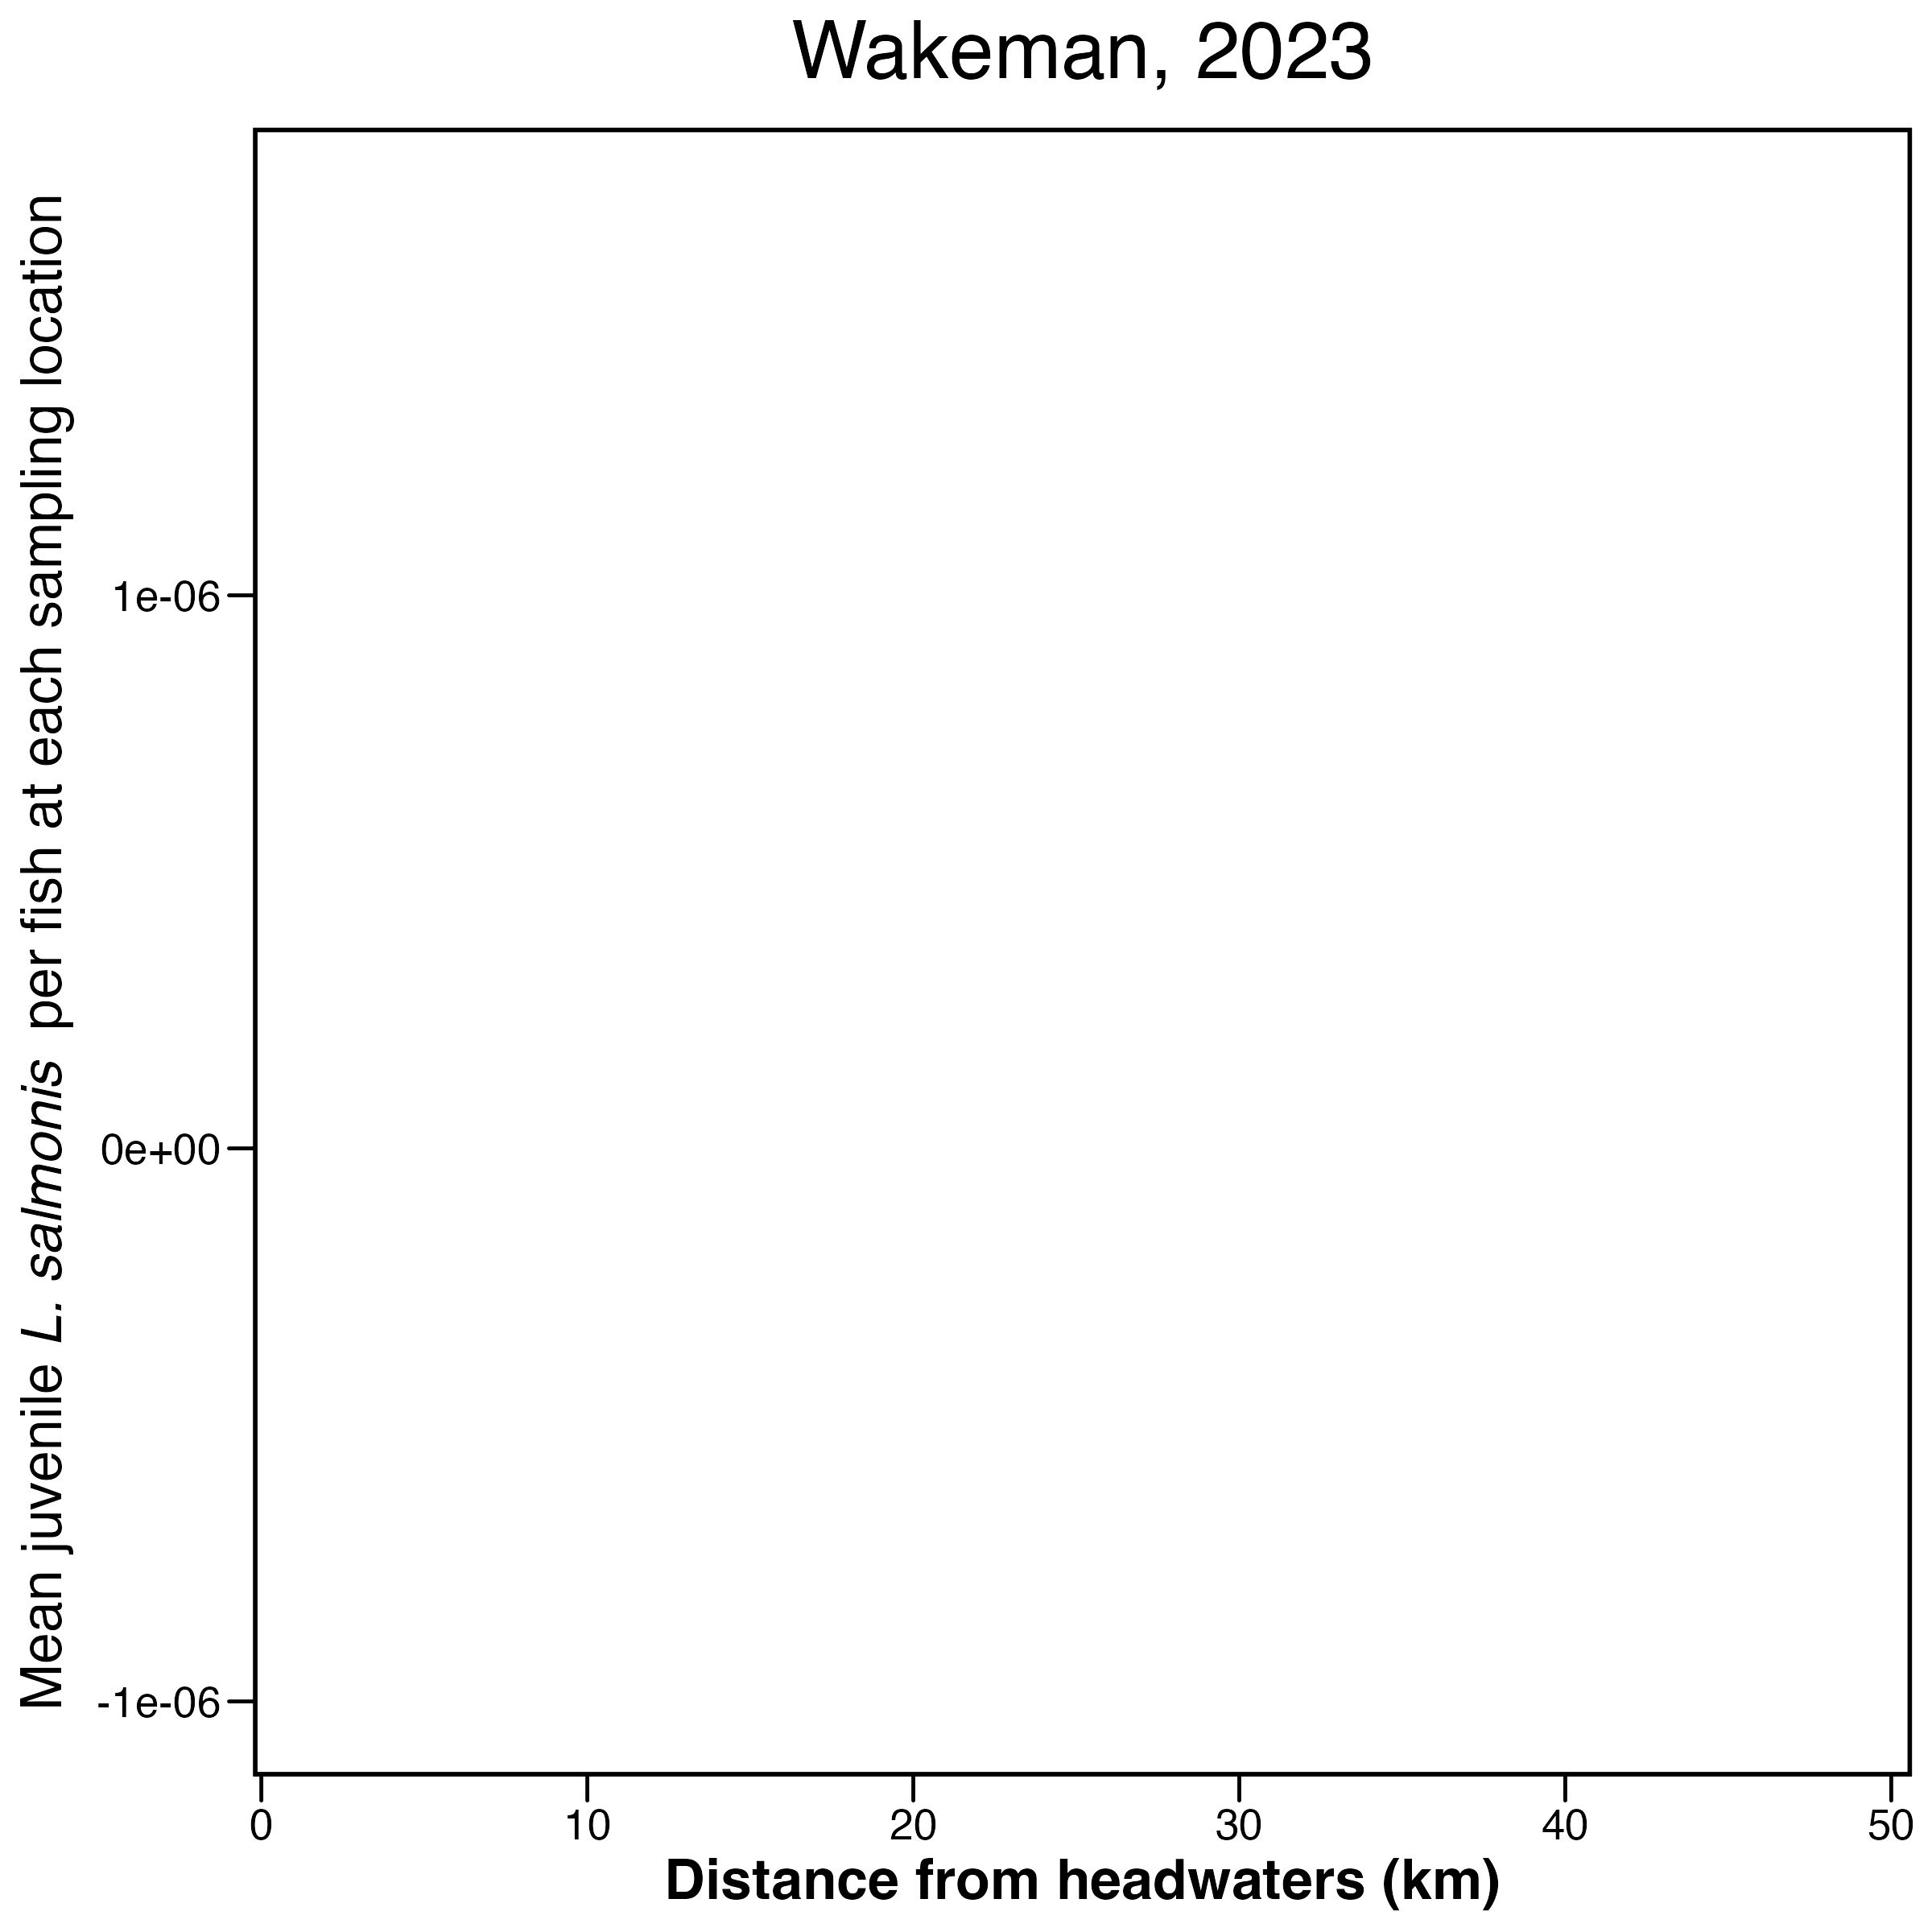 Wakeman, 2023
Mean juvenile L. salmonis per fish at each sampling location
1e-06
0e+00
-1e-06
0 10 20 30 40 50
Distance from headwaters (km)